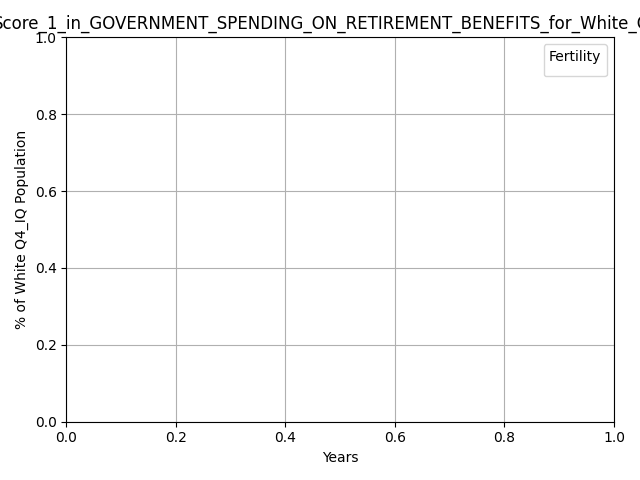 Score_1_in_GOVERNMENT_SPENDING_ON_RETIREMENT_BENEFITS_for_White_
Fertility
% of White Q4_IQ Population
1.0
0.8
0.6
0.4
0.2
0.0
0.0 0.2 0.4 0.6 0.8 1.0
Years